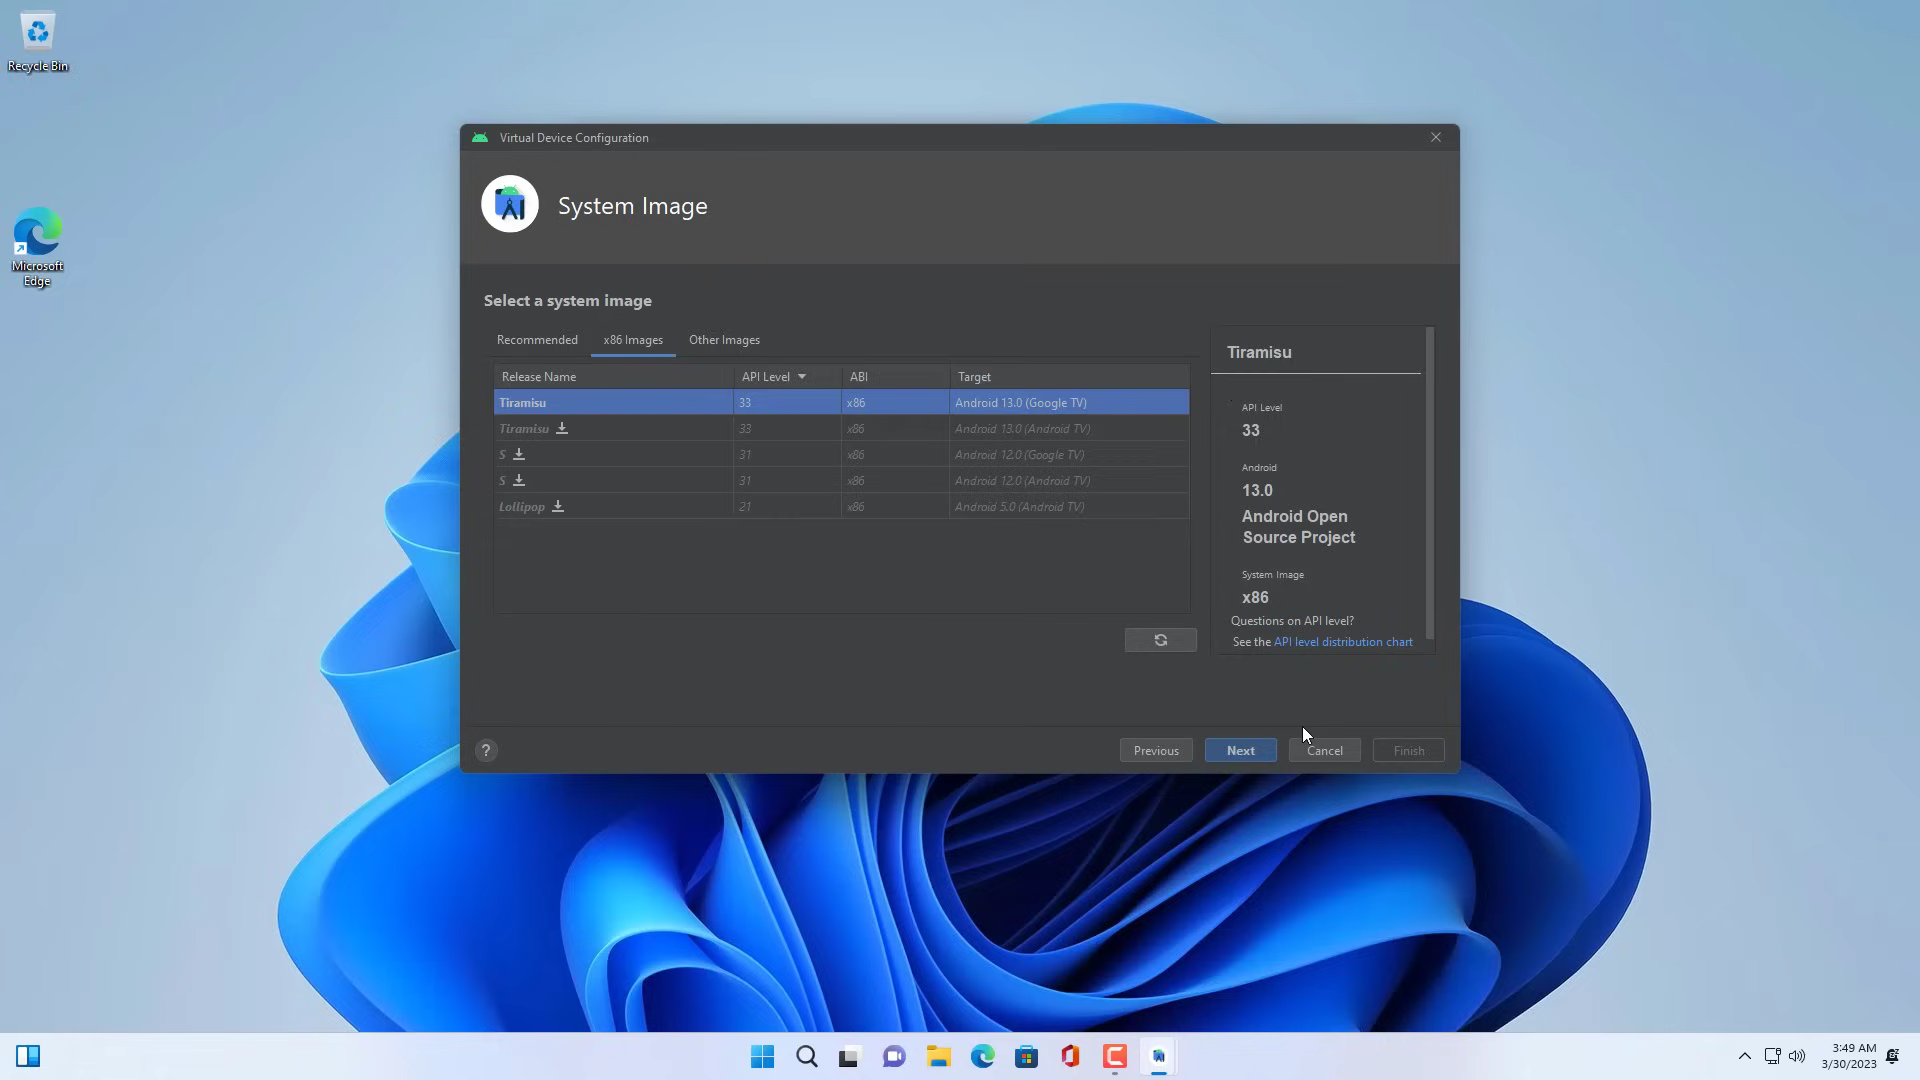 Recycle Bin
Microsoft
Edge
Virtual Device Configuration
System Image
Select a system image
Recommended x86 Images Other Images
Release Name API Level ABI Target
Tiramisu 33 x86 Android 13.0 (Google TV)
Tiramisu 33 x86 Android 13.0 (Android TV)
S 31 x86 Android 12.0 (Google TV)
S 31 x86 Android 12.0 (Android TV)
Lollipop 21 x86 Android 5.0 (Android TV)
Tiramisu
API Level
33
Android
13.0
Android Open
Source Project
System Image
x86
Questions on API level?
See the API level distribution chart
? Previous Next Cancel Finish
3:49 AM
3/30/2023